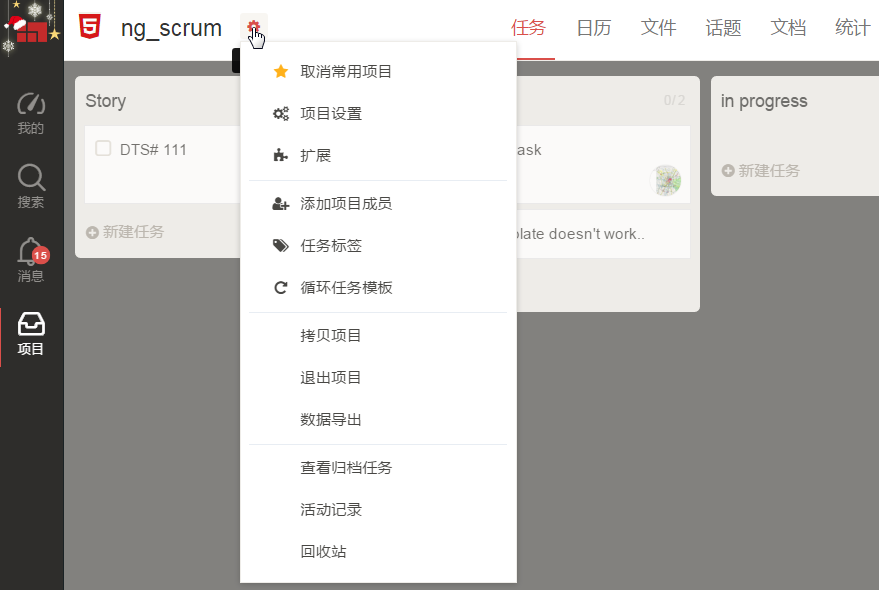 ng_scrum
任务 日历 文件 话题 文档 统计
我的
搜索
15
消息
项目
Story
DTS# 111
新建任务
取消常用项目
项目设置
扩展
添加项目成员
任务标签
循环任务模板
拷贝项目
退出项目
数据导出
查看归档任务
活动记录
回收站
0/2
ask
late doesn't work..
in progress
新建任务